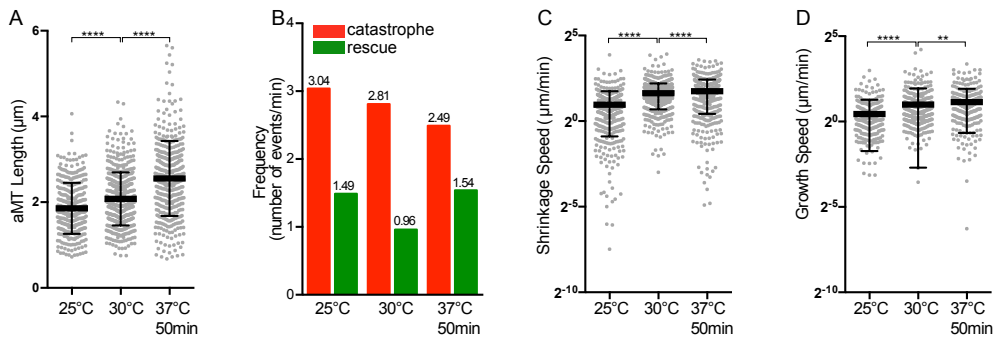 A
aMT Length (µm)
6
4
2
0
****
****
25°C
30°C
37°C
50min
B
catastrophe
rescue
Frequency
(number of events/min)
4
3
2
1
0
3.04
1.49
2.81
0.96
2.49
1.54
25°C
30°C
37°C
50min
C
Shrinkage Speed (µm/min)
2^5
2^0
2^-5
2^-10
****
****
25°C
30°C
37°C
50min
D
Growth Speed (µm/min)
2^5
2^0
2^-5
2^-10
****
**
25°C
30°C
37°C
50min